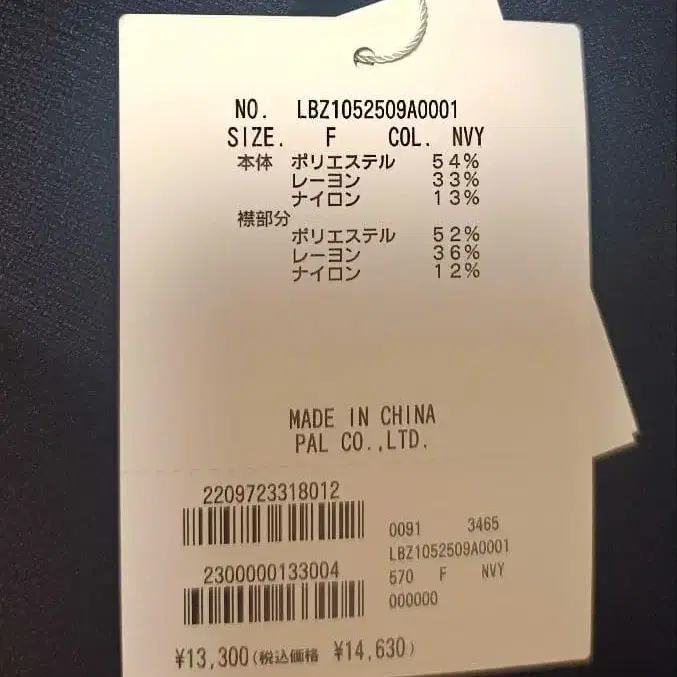 NO. LBZ1052509A0001
SIZE. F COL. NVY
本体 ポリエステル 54%
レーヨン 33%
ナイロン 13%
襟部分
ポリエステル 52%
レーヨン 36%
ナイロン 12%
MADE IN CHINA
PAL CO.,LTD.
2209723318012
0091 3465
LBZ1052509A0001
2300000133004
570 F NVY
000000
¥13,300(税込価格 ¥14,630)